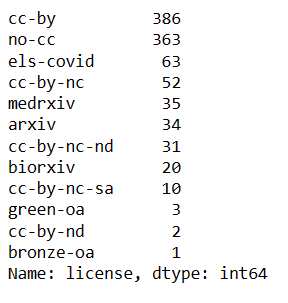 cc-by 386
no-cc 363
els-covid 63
cc-by-nc 52
medrxiv 35
arxiv 34
cc-by-nc-nd 31
biorxiv 20
cc-by-nc-sa 10
green-oa 3
cc-by-nd 2
bronze-oa 1
Name: license, dtype: int64